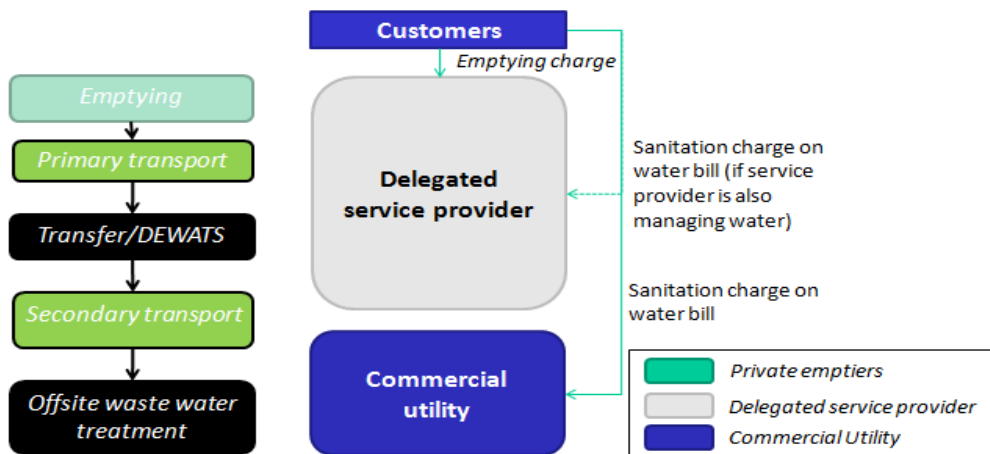 Customers
Emptying charge
Emptying
Primary transport
Transfer/DEWATS
Secondary transport
Offsite waste water
treatment
Delegated
service provider
Sanitation charge on
water bill (if service
provider is also
managing water)
Sanitation charge on
water bill
Commercial
utility
Private emptiers
Delegated service provider
Commercial Utility